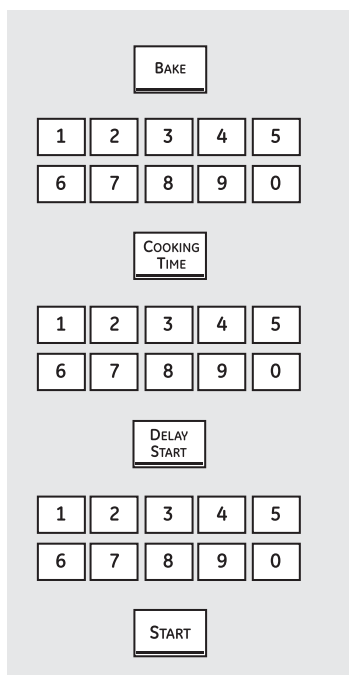 BAKE
1 2 3 4 5
6 7 8 9 0
COOKING
TIME
1 2 3 4 5
6 7 8 9 0
DELAY
START
1 2 3 4 5
6 7 8 9 0
START